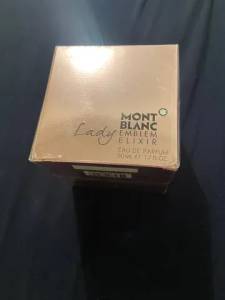 MONT
BLANC
Lady EMBLEM
ELIXIR
EAU DE PARFUM
50ML ℮ 1.7 FL.OZ